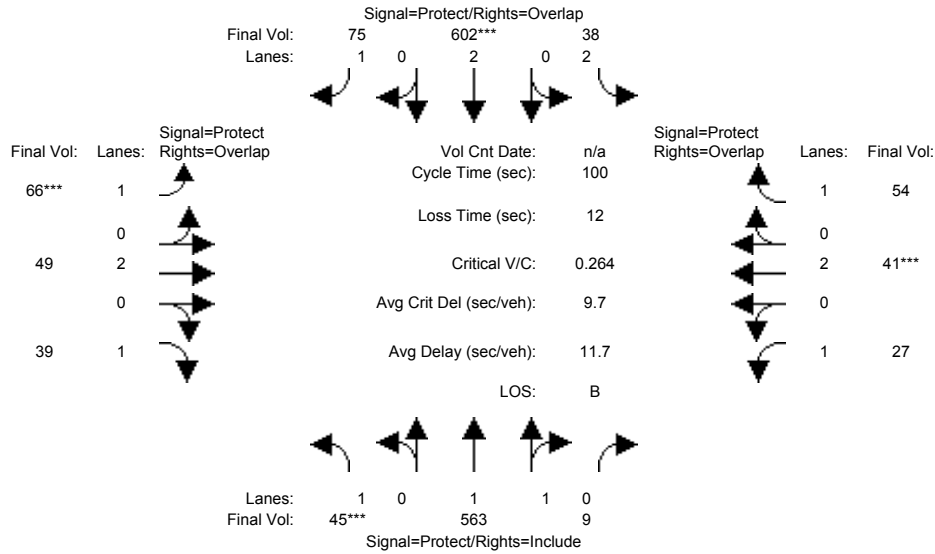 Signal=Protect/Rights=Overlap
Final Vol: 75 602*** 38
Lanes: 1 0 2 0 2
Signal=Protect
Final Vol: Lanes: Rights=Overlap
Vol Cnt Date: n/a
Signal=Protect
Rights=Overlap Lanes: Final Vol:
Cycle Time (sec): 100
66*** 1
1 54
Loss Time (sec): 12
0
0
49 2
Critical V/C: 0.264
2 41***
0
Avg Crit Del (sec/veh): 9.7
0
39 1
Avg Delay (sec/veh): 11.7
1 27
LOS: B
Lanes: 1 0 1 1 0
Final Vol: 45*** 563 9
Signal=Protect/Rights=Include